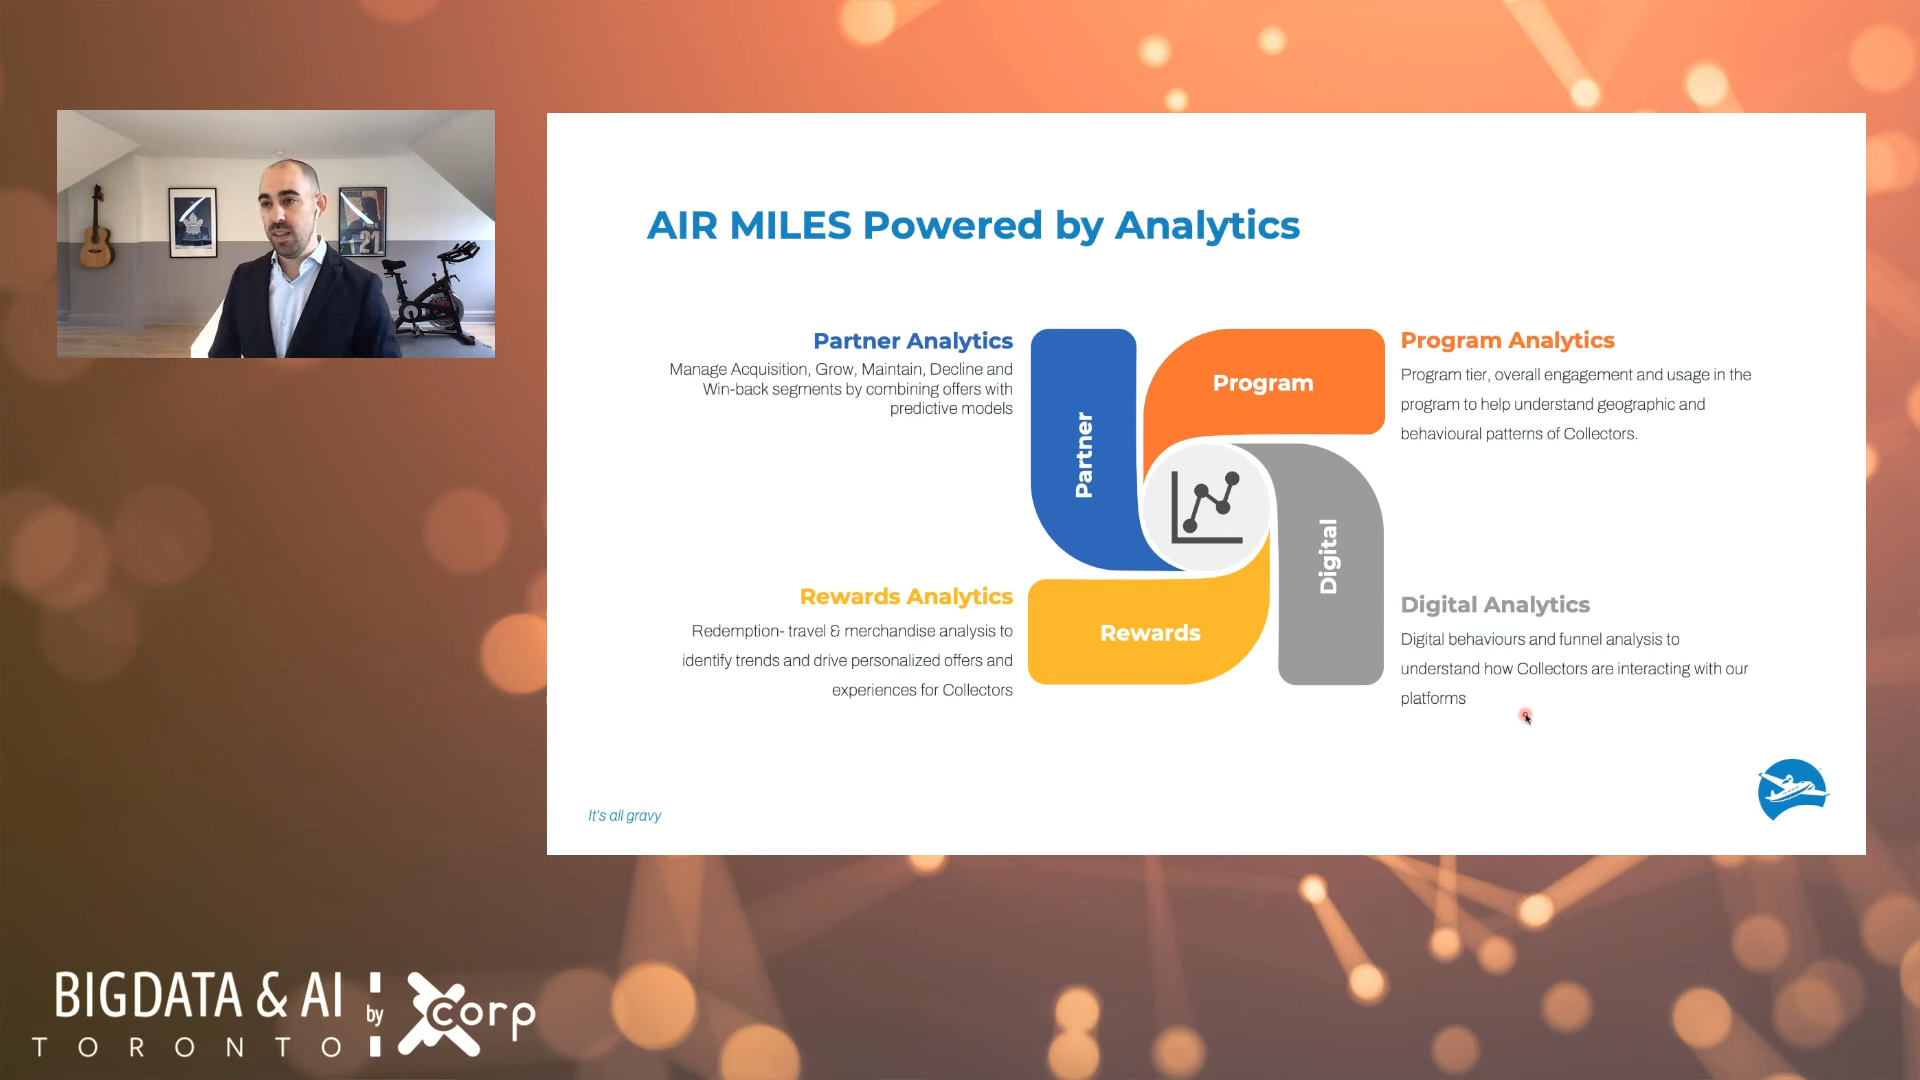 AIR MILES Powered by Analytics
Partner Analytics
Manage Acquisition, Grow, Maintain, Decline and
Win-back segments by combining offers with
predictive models
Partner
Program
Program Analytics
Program tier, overall engagement and usage in the
program to help understand geographic and
behavioural patterns of Collectors.
Rewards Analytics
Redemption- travel & merchandise analysis to
identify trends and drive personalized offers and
experiences for Collectors
Rewards
Digital
Digital Analytics
Digital behaviours and funnel analysis to
understand how Collectors are interacting with our
platforms
It's all gravy
21
BIGDATA & AI
TORONTO
by
corp